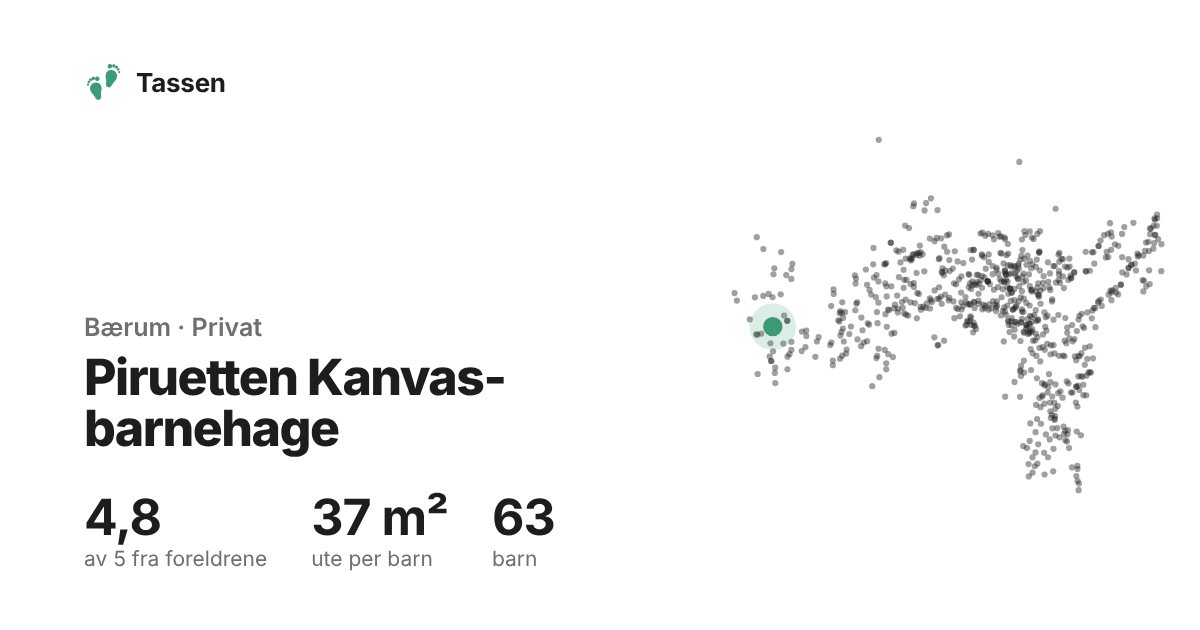 Tassen
Bærum · Privat
Piruetten Kanvas-
barnehage
4,8
av 5 fra foreldrene
37 m²
ute per barn
63
barn